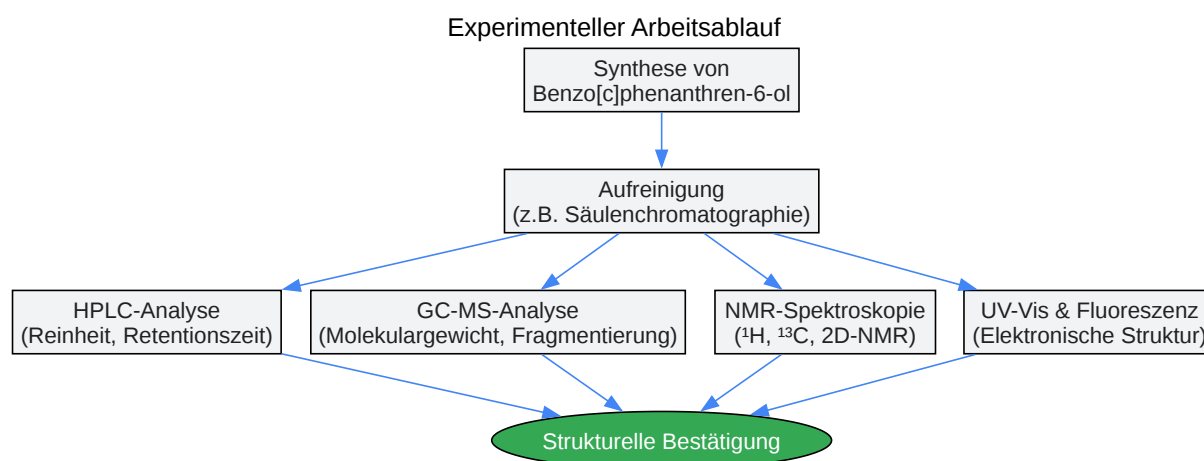 Experimenteller Arbeitsablauf
Synthese von
Benzo[c]phenanthren-6-ol
Aufreinigung
(z.B. Säulenchromatographie)
HPLC-Analyse
(Reinheit, Retentionszeit)
GC-MS-Analyse
(Molekulargewicht, Fragmentierung)
NMR-Spektroskopie
(¹H, ¹³C, 2D-NMR)
UV-Vis & Fluoreszenz
(Elektronische Struktur)
Strukturelle Bestätigung